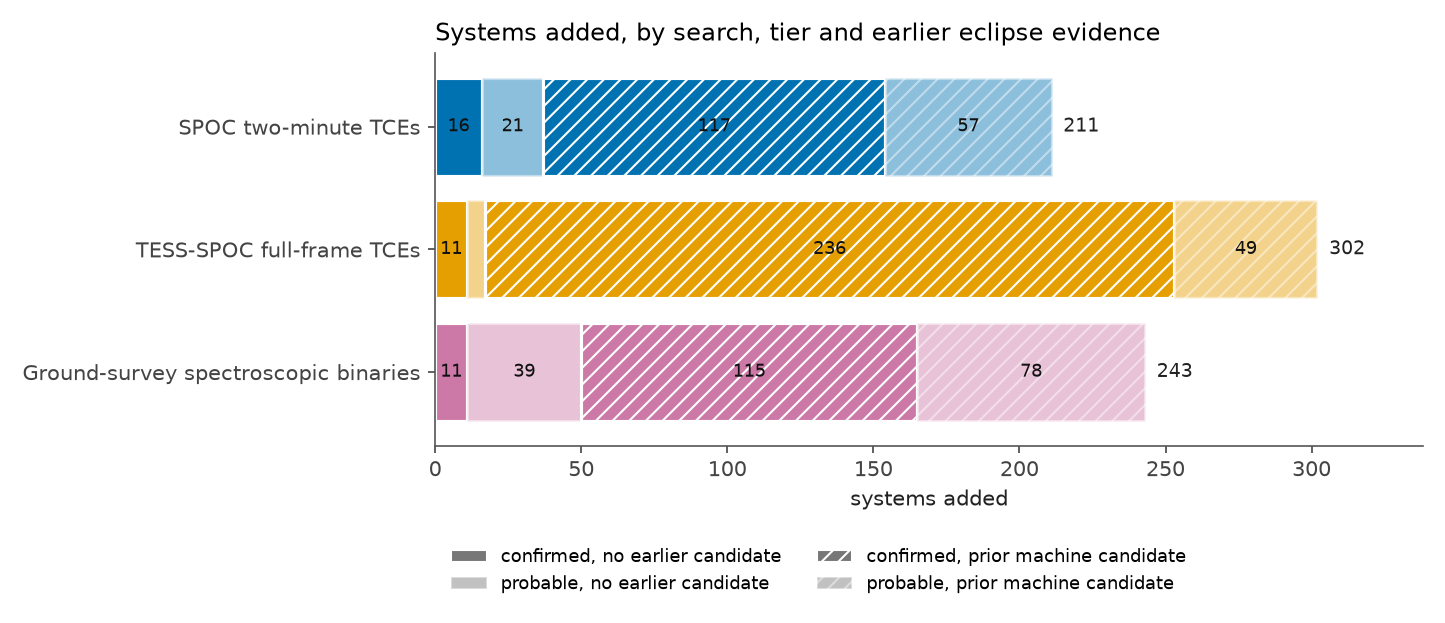 Systems added, by search, tier and earlier eclipse evidence
SPOC two-minute TCEs
16 21 117 57 211
TESS-SPOC full-frame TCEs
11 236 49 302
Ground-survey spectroscopic binaries
11 39 115 78 243
0 50 100 150 200 250 300
systems added
confirmed, no earlier candidate
probable, no earlier candidate
confirmed, prior machine candidate
probable, prior machine candidate